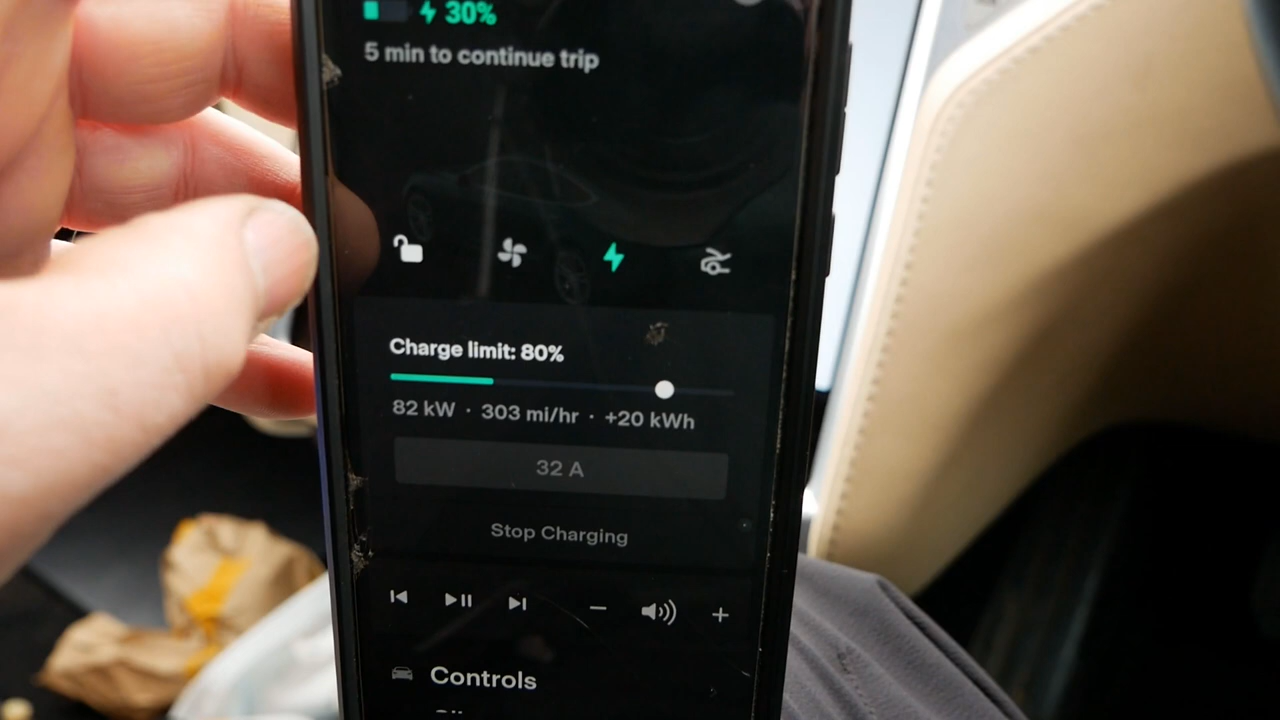 30%
5 min to continue trip
Charge limit: 80%
82 kW · 303 mi/hr · +20 kWh
32 A
Stop Charging
Controls